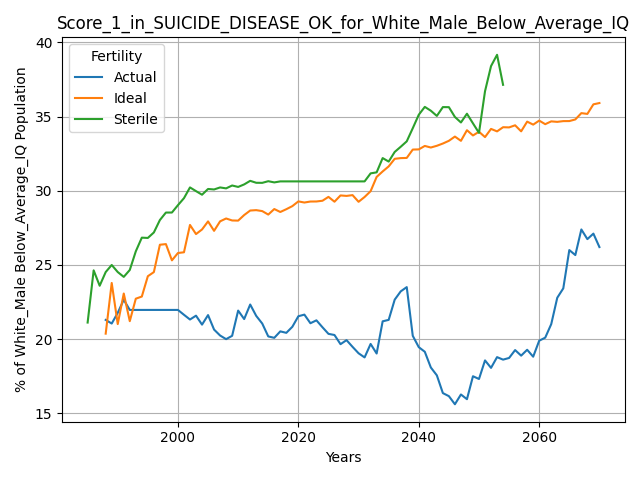 Score_1_in_SUICIDE_DISEASE_OK_for_White_Male_Below_Average_IQ
% of White_Male Below_Average_IQ Population
40
35
30
25
20
15
Fertility
Actual
Ideal
Sterile
2000
2020
2040
2060
Years